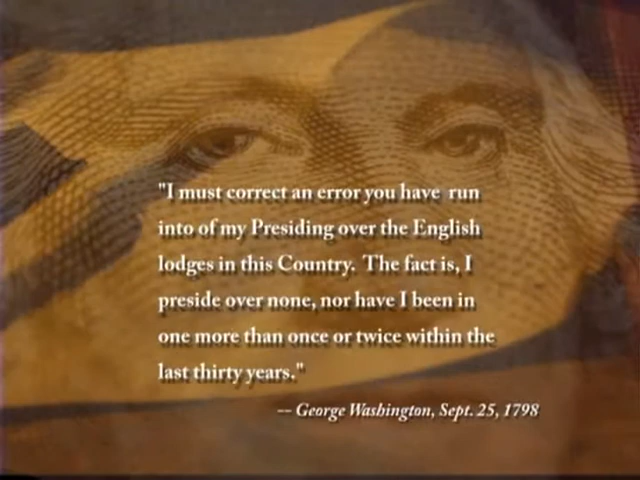 "I must correct an error you have run
into of my Presiding over the English
lodges in this Country. The fact is, I
preside over none, nor have I been in
one more than once or twice within the
last thirty years."
-- George Washington, Sept. 25, 1798